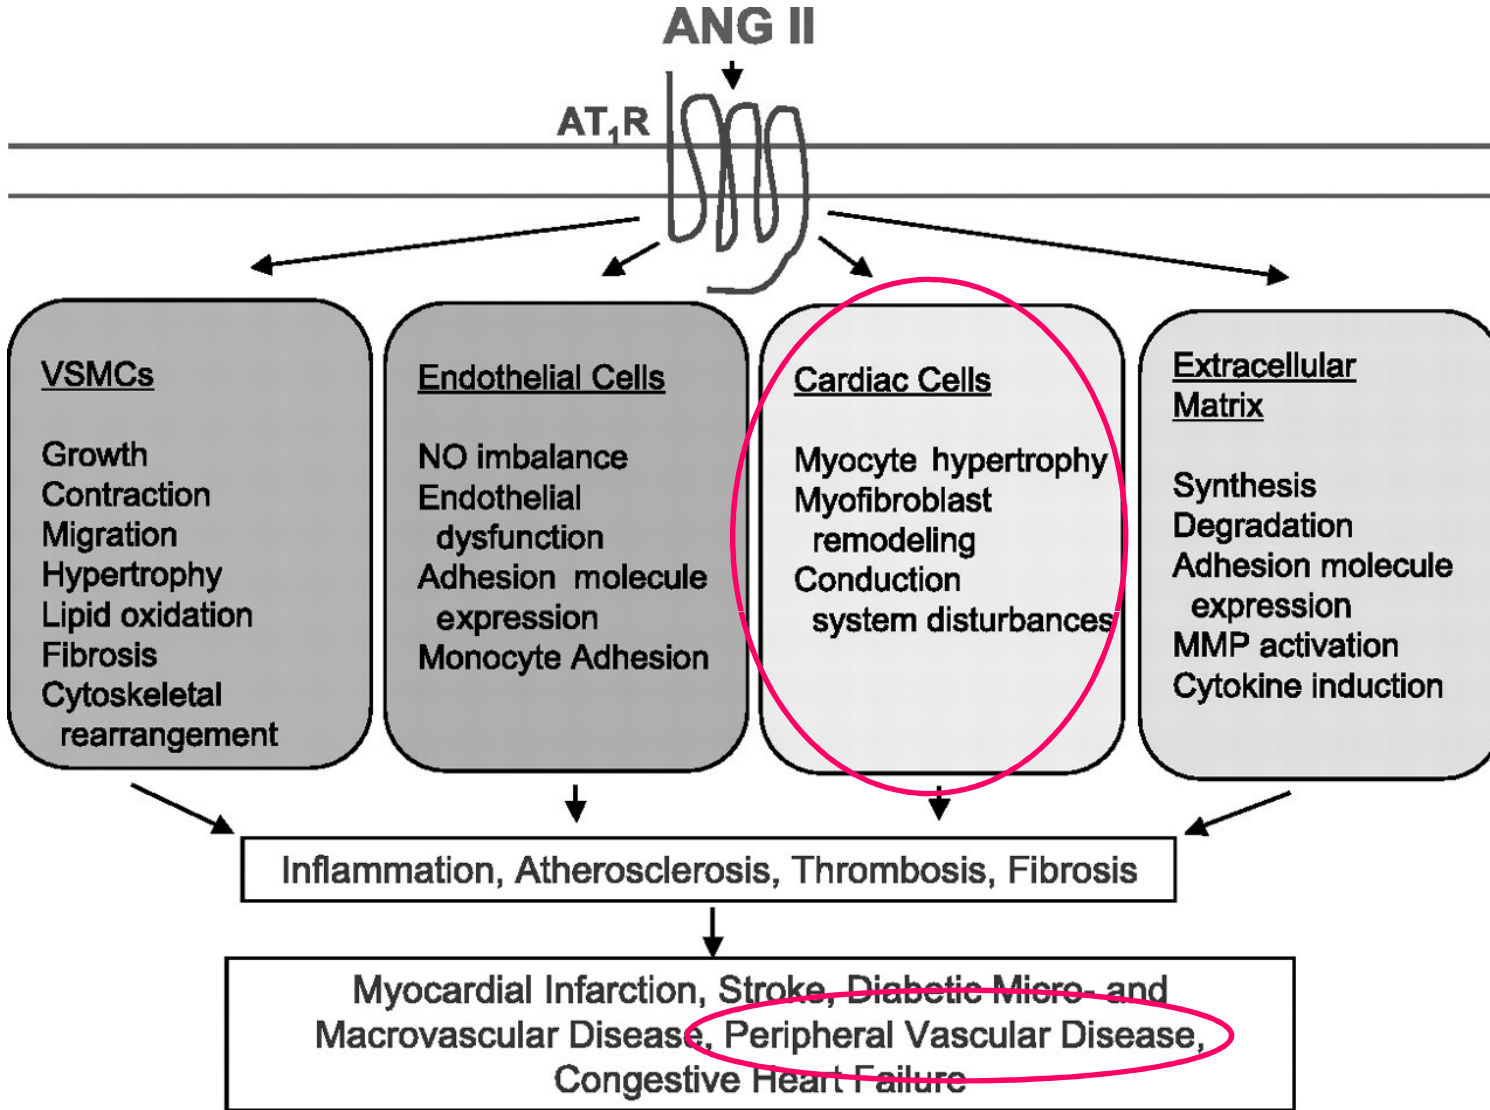 ANG II
AT1R
VSMCs
Growth
Contraction
Migration
Hypertrophy
Lipid oxidation
Fibrosis
Cytoskeletal
rearrangement
Endothelial Cells
NO imbalance
Endothelial
dysfunction
Adhesion molecule
expression
Monocyte Adhesion
Cardiac Cells
Myocyte hypertrophy
Myofibroblast
remodeling
Conduction
system disturbances
Extracellular
Matrix
Synthesis
Degradation
Adhesion molecule
expression
MMP activation
Cytokine induction
Inflammation, Atherosclerosis, Thrombosis, Fibrosis
Myocardial Infarction, Stroke, Diabetic Micro- and
Macrovascular Disease, Peripheral Vascular Disease,
Congestive Heart Failure